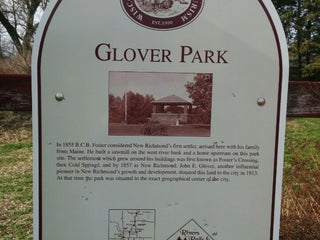 WISC
RISM
EST. 1990
GLOVER PARK
In 1855 B.C.B. Foster considered New Richmond's first settler, arrived here with his family
from Maine. He built a sawmill on the west river bank and a home upstream on this park
site. The settlement which grew around his buildings was first known as Foster's Crossing,
then Cold Springs, and by 1857 as New Richmond. John E. Glover, another influential
pioneer in New Richmond's growth and development, donated this land to the city in 1913.
At that time the park was situated in the exact geographical center of the city.
Rivers